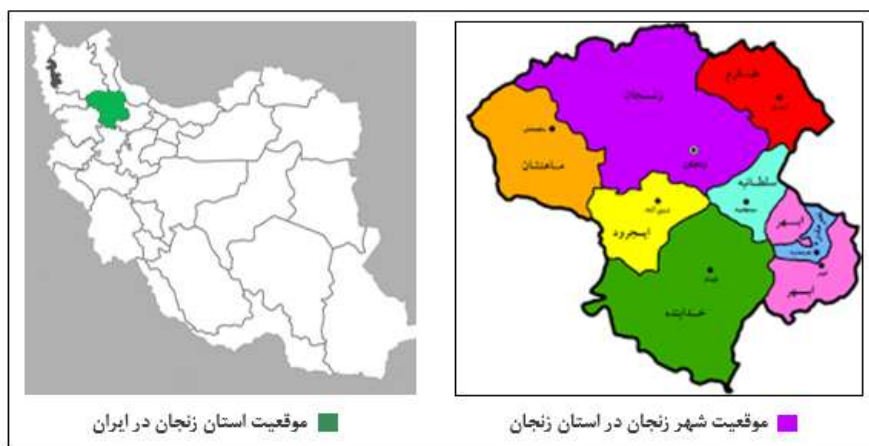 طارم
زنجان
زنجان
ماهنشان
سلطانیه
ابهر
ایجرود
ابهر
خدابنده
موقعیت شهر زنجان در استان زنجان
موقعیت استان زنجان در ایران